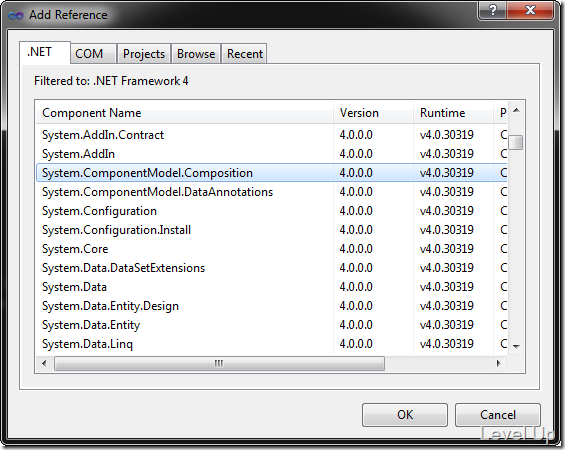 Add Reference
.NET COM Projects Browse Recent
Filtered to: .NET Framework 4
Component Name Version Runtime P
System.AddIn.Contract 4.0.0.0 v4.0.30319 C
System.AddIn 4.0.0.0 v4.0.30319 C
System.ComponentModel.Composition 4.0.0.0 v4.0.30319 C
System.ComponentModel.DataAnnotations 4.0.0.0 v4.0.30319 C
System.Configuration 4.0.0.0 v4.0.30319 C
System.Configuration.Install 4.0.0.0 v4.0.30319 C
System.Core 4.0.0.0 v4.0.30319 C
System.Data.DataSetExtensions 4.0.0.0 v4.0.30319 C
System.Data 4.0.0.0 v4.0.30319 C
System.Data.Entity.Design 4.0.0.0 v4.0.30319 C
System.Data.Entity 4.0.0.0 v4.0.30319 C
System.Data.Linq 4.0.0.0 v4.0.30319 C
OK Cancel
Level Up